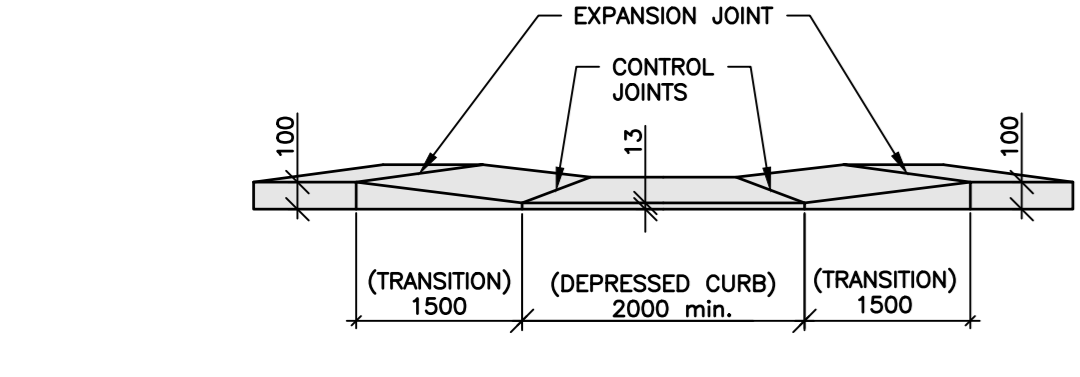 EXPANSION JOINT
CONTROL
JOINTS
100
13
100
(TRANSITION)
1500
(DEPRESSED CURB)
2000 min.
(TRANSITION)
1500